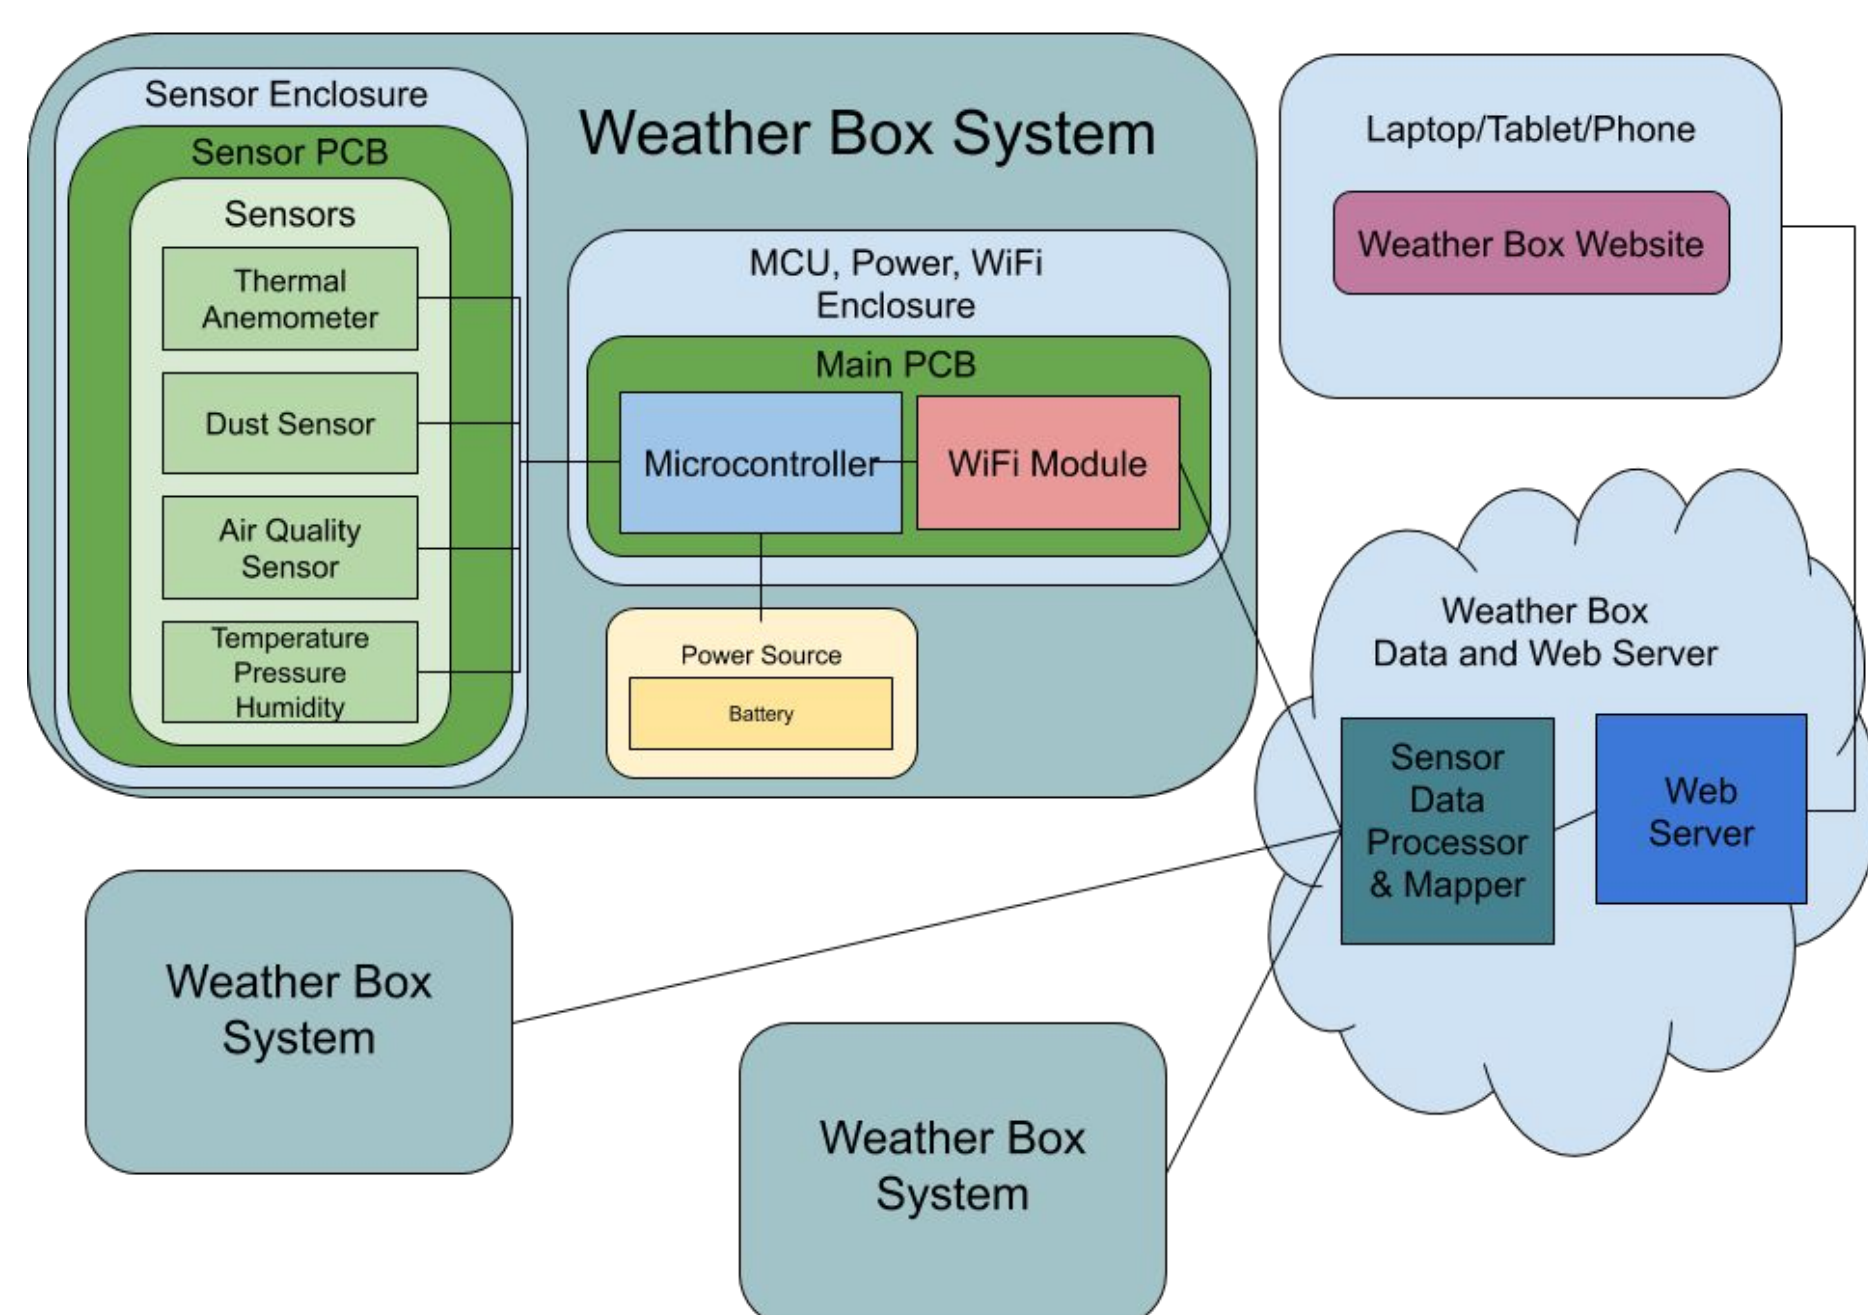 Sensor Enclosure
Sensor PCB
Sensors
Thermal
Anemometer
Dust Sensor
Air Quality
Sensor
Temperature
Pressure
Humidity
Weather Box System
MCU, Power, WiFi
Enclosure
Main PCB
Microcontroller
WiFi Module
Power Source
Battery
Laptop/Tablet/Phone
Weather Box Website
Weather Box
Data and Web Server
Sensor
Data
Processor
& Mapper
Web
Server
Weather Box
System
Weather Box
System